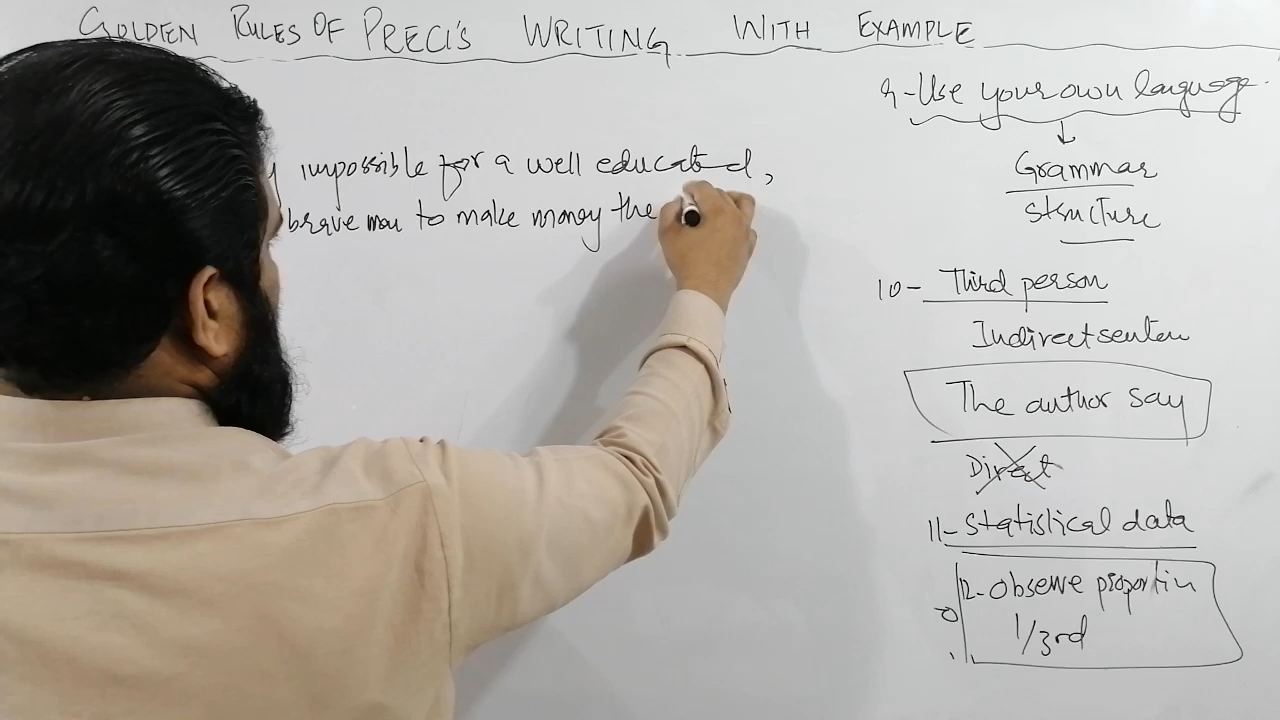 GOLDEN RULES OF PRECI'S WRITING WITH EXAMPLE
y impossible for a well educated,
brave man to make money the
9-Use your own language.
Grammar
structure
10- Third person
Indirect senten
The author say
Direct
11-Statistical data
12-Observe proportin
1/3rd